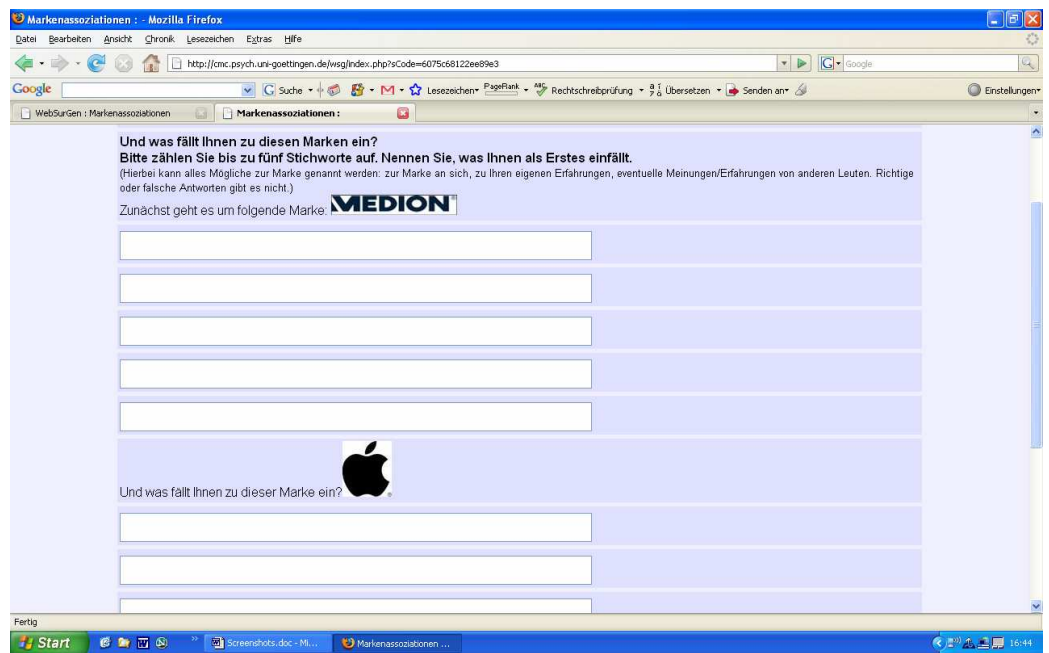 Markenassoziationen : - Mozilla Firefox
Datei Bearbeiten Ansicht Chronik Lesezeichen Extras Hilfe
http://cmc.psych.uni-goettingen.de/wsg/index.php?sCode=6075c68122ee89e3 G Google
Google G Suche M Lesezeichen PageRank ABC Rechtschreibprüfung Übersetzen Senden an Einstellungen
WebSurGen : Markenassoziationen Markenassoziationen :
Und was fällt Ihnen zu diesen Marken ein?
Bitte zählen Sie bis zu fünf Stichworte auf. Nennen Sie, was Ihnen als Erstes einfällt.
(Hierbei kann alles Mögliche zur Marke genannt werden: zur Marke an sich, zu Ihren eigenen Erfahrungen, eventuelle Meinungen/Erfahrungen von anderen Leuten. Richtige
oder falsche Antworten gibt es nicht.)
Zunächst geht es um folgende Marke: MEDION
Und was fällt Ihnen zu dieser Marke ein?
Fertig
Start Screenshots.doc - Mi... Markenassoziationen ... 16:44